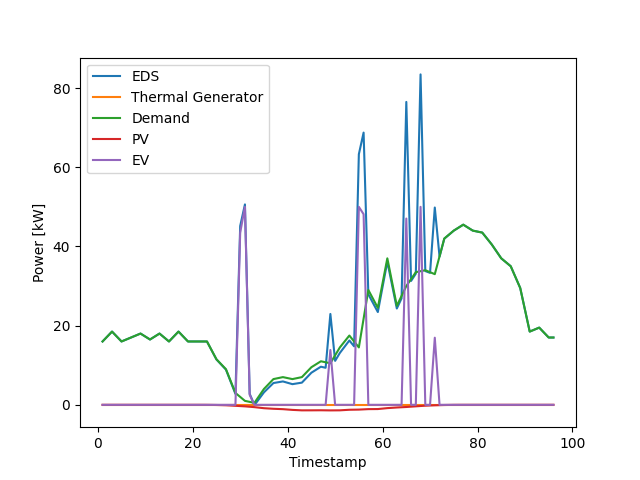 EDS
Thermal Generator
Demand
PV
EV
Power [kW]
80
60
40
20
0
0 20 40 60 80 100
Timestamp